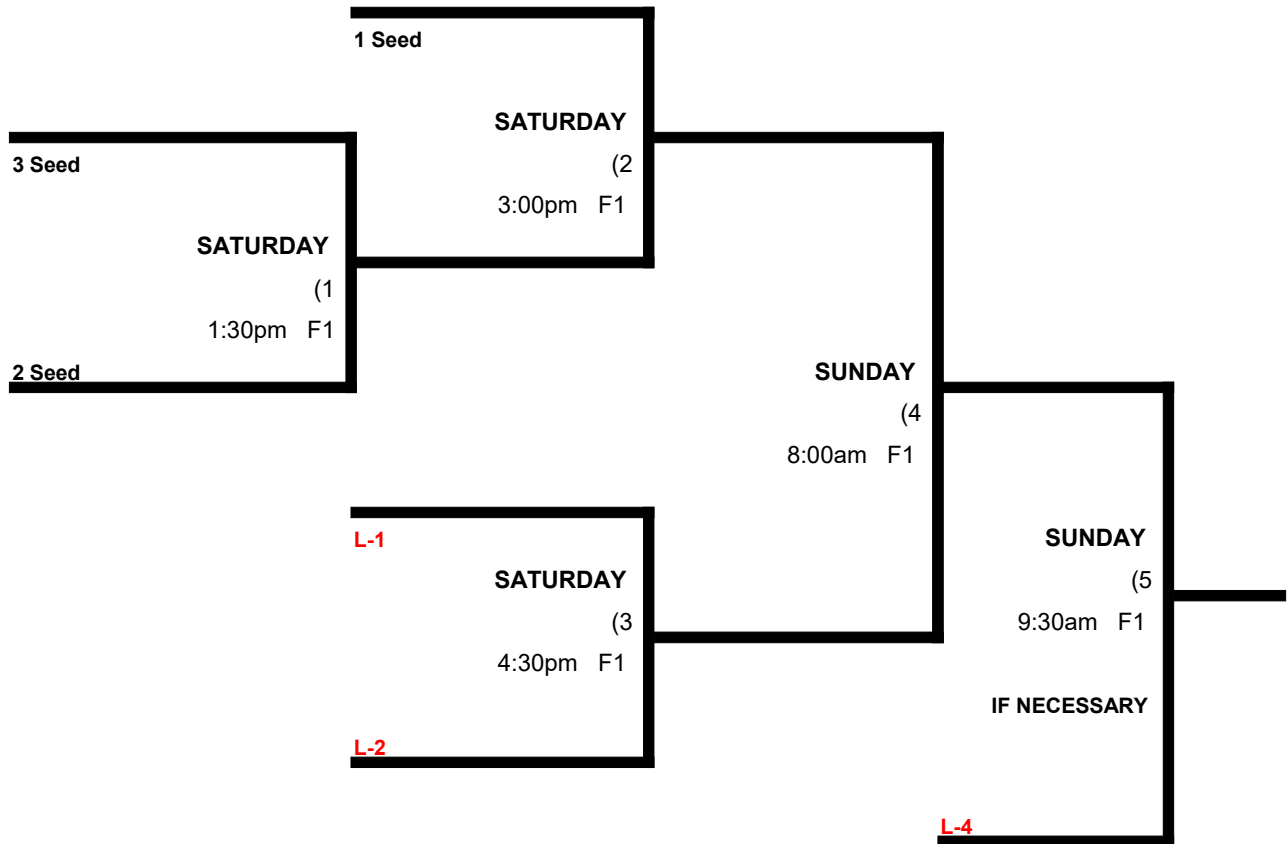 1 Seed
SATURDAY
(2
3:00pm F1
3 Seed
SATURDAY
(1
1:30pm F1
2 Seed
SUNDAY
(4
8:00am F1
L-1
SATURDAY
(3
4:30pm F1
L-2
SUNDAY
(5
9:30am F1
IF NECESSARY
L-4